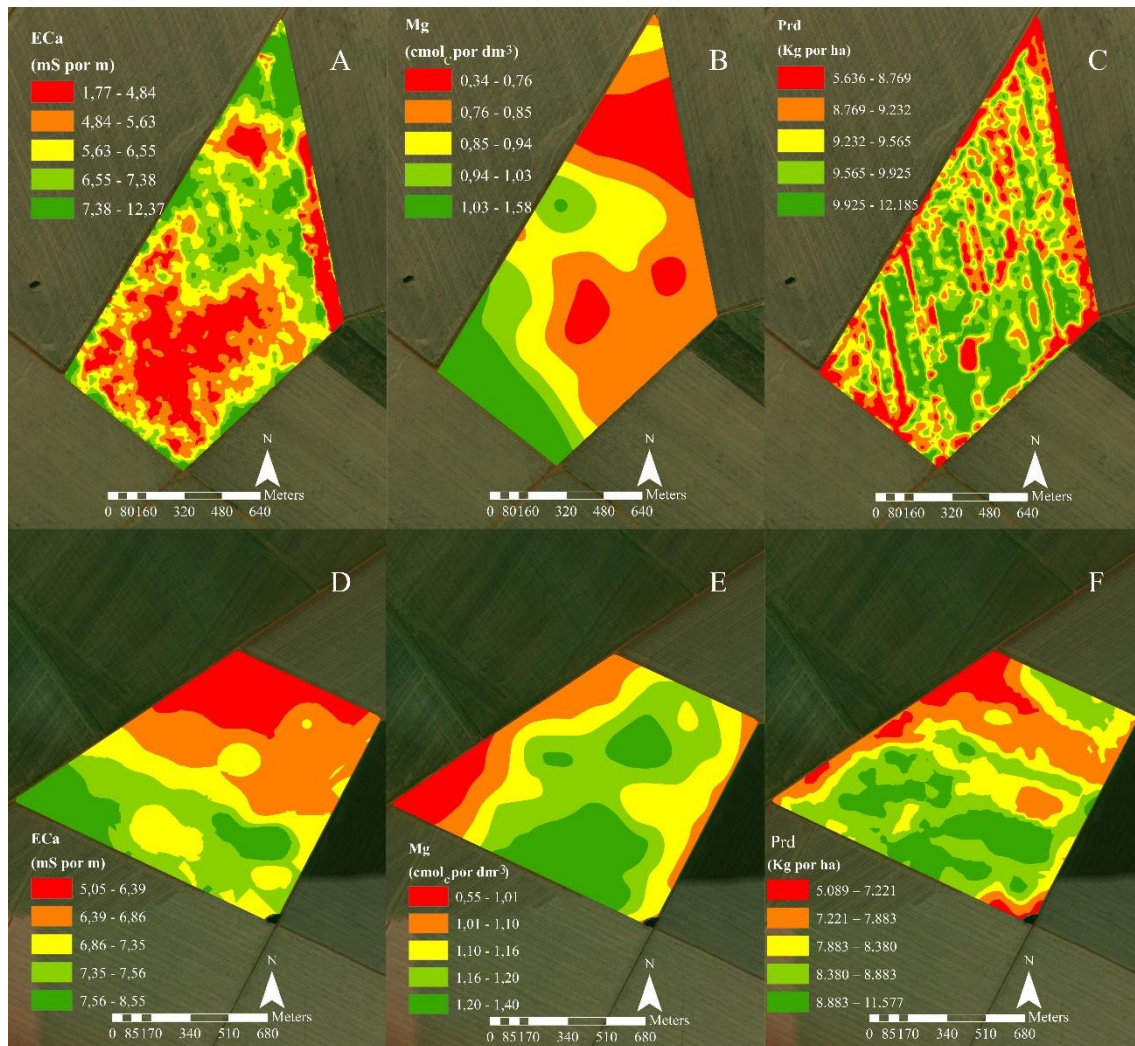 A
ECa
(mS por m)
1,77 - 4,84
4,84 - 5,63
5,63 - 6,55
6,55 - 7,38
7,38 - 12,37
N
Meters
0 80160 320 480 640
B
Mg
(cmolc por dm³)
0,34 - 0,76
0,76 - 0,85
0,85 - 0,94
0,94 - 1,03
1,03 - 1,58
N
Meters
0 80160 320 480 640
C
Prd
(Kg por ha)
5.636 - 8.769
8.769 - 9.232
9.232 - 9.565
9.565 - 9.925
9.925 - 12.185
N
Meters
0 80160 320 480 640
D
ECa
(mS por m)
5,05 - 6,39
6,39 - 6,86
6,86 - 7,35
7,35 - 7,56
7,56 - 8,55
N
Meters
0 85170 340 510 680
E
Mg
(cmolc por dm³)
0,55 - 1,01
1,01 - 1,10
1,10 - 1,16
1,16 - 1,20
1,20 - 1,40
N
Meters
0 85170 340 510 680
F
Prd
(Kg por ha)
5.089 – 7.221
7.221 – 7.883
7.883 – 8.380
8.380 – 8.883
8.883 – 11.577
N
Meters
0 85170 340 510 680